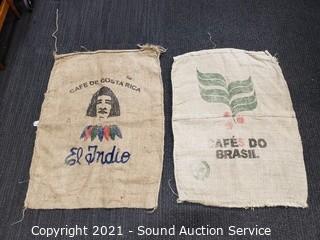 CAFE DE COSTA RICA
El Indio
CAFÉS DO
BRASIL
Copyright 2021 - Sound Auction Service